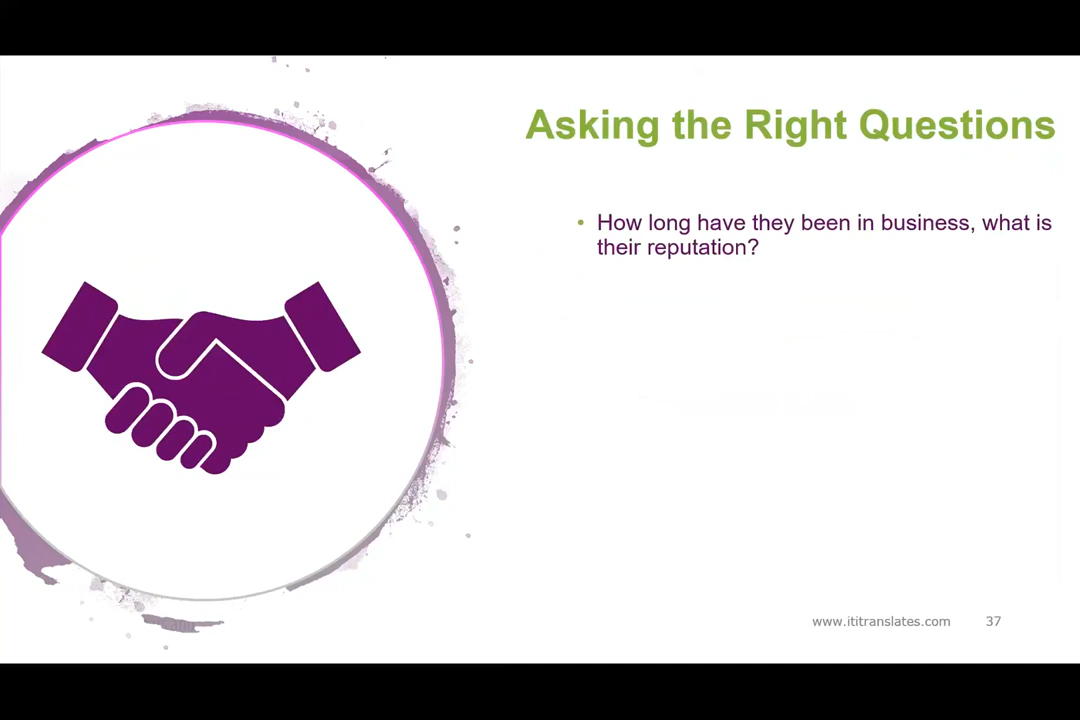 Asking the Right Questions
• How long have they been in business, what is
their reputation?
www.ititranslates.com 37